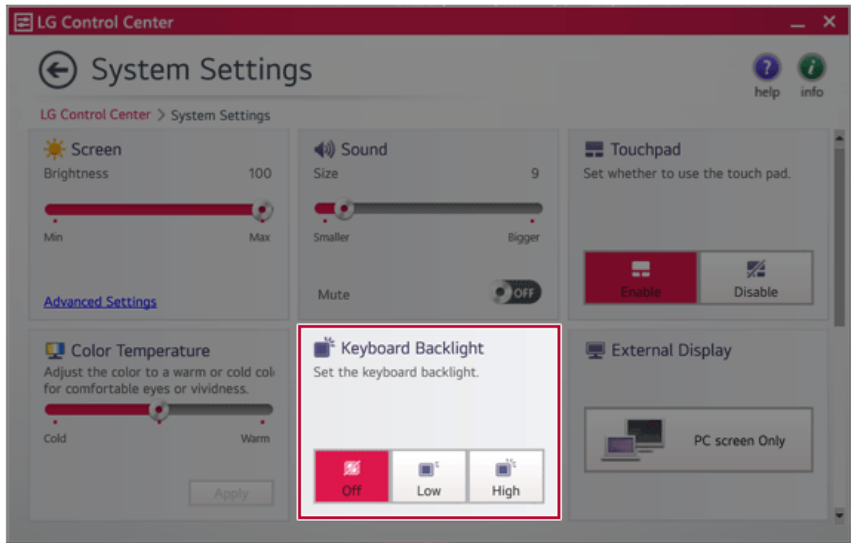 LG Control Center
System Settings
help
info
LG Control Center > System Settings
Screen
Brightness 100
Min Max
Advanced Settings
Sound
Size 9
Smaller Bigger
Mute OFF
Touchpad
Set whether to use the touch pad.
Enable Disable
Color Temperature
Adjust the color to a warm or cold col
for comfortable eyes or vividness.
Cold Warm
Apply
Keyboard Backlight
Set the keyboard backlight.
Off Low High
External Display
PC screen Only